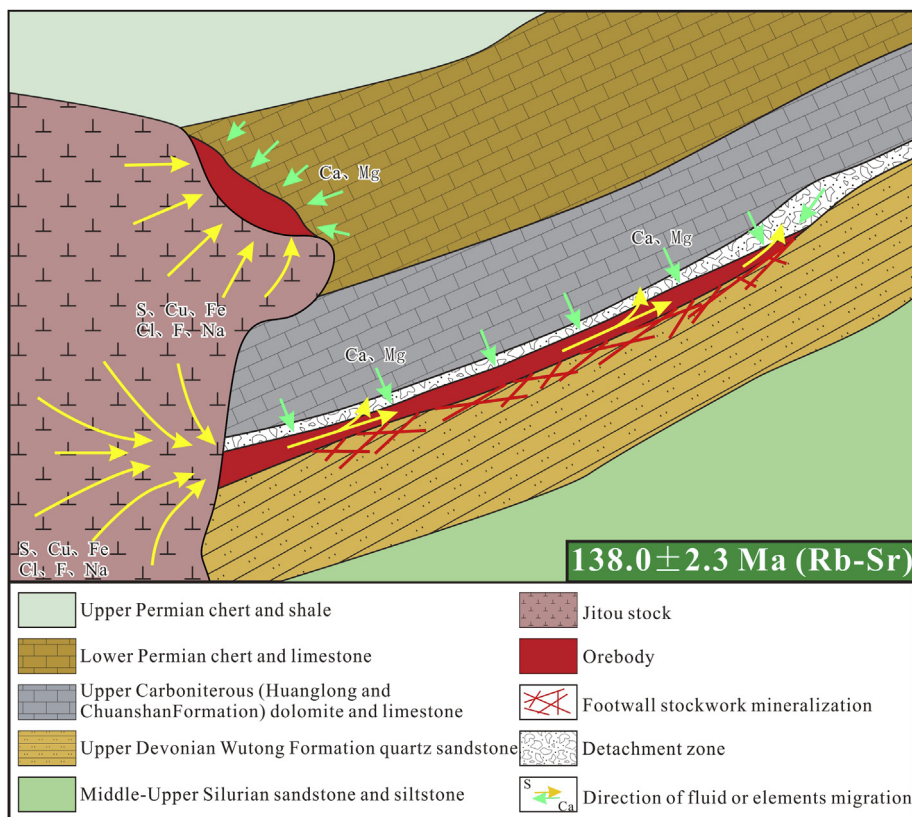 Ca、Mg
S、Cu、Fe
Cl、F、Na
Ca、Mg
Ca、Mg
S、Cu、Fe
Cl、F、Na
138.0±2.3 Ma (Rb-Sr)
Upper Permian chert and shale
Lower Permian chert and limestone
Upper Carboniterous (Huanglong and
ChuanshanFormation) dolomite and limestone
Upper Devonian Wutong Formation quartz sandstone
Middle-Upper Silurian sandstone and siltstone
Jitou stock
Orebody
Footwall stockwork mineralization
Detachment zone
S
Ca
Direction of fluid or elements migration